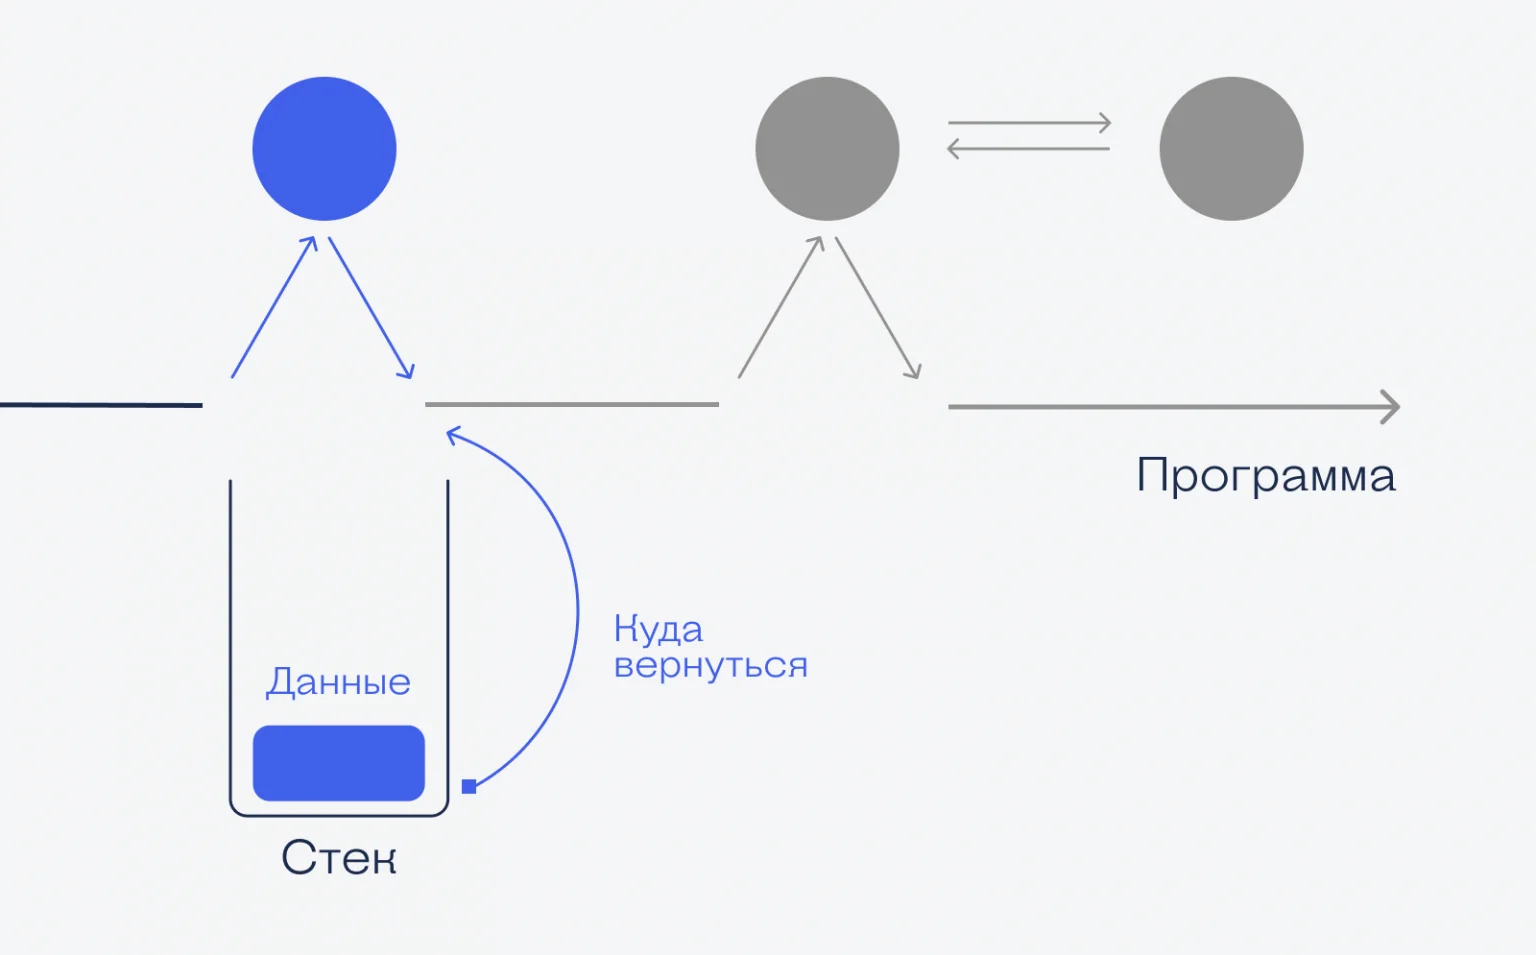 Программа
Куда
вернуться
Данные
Стек